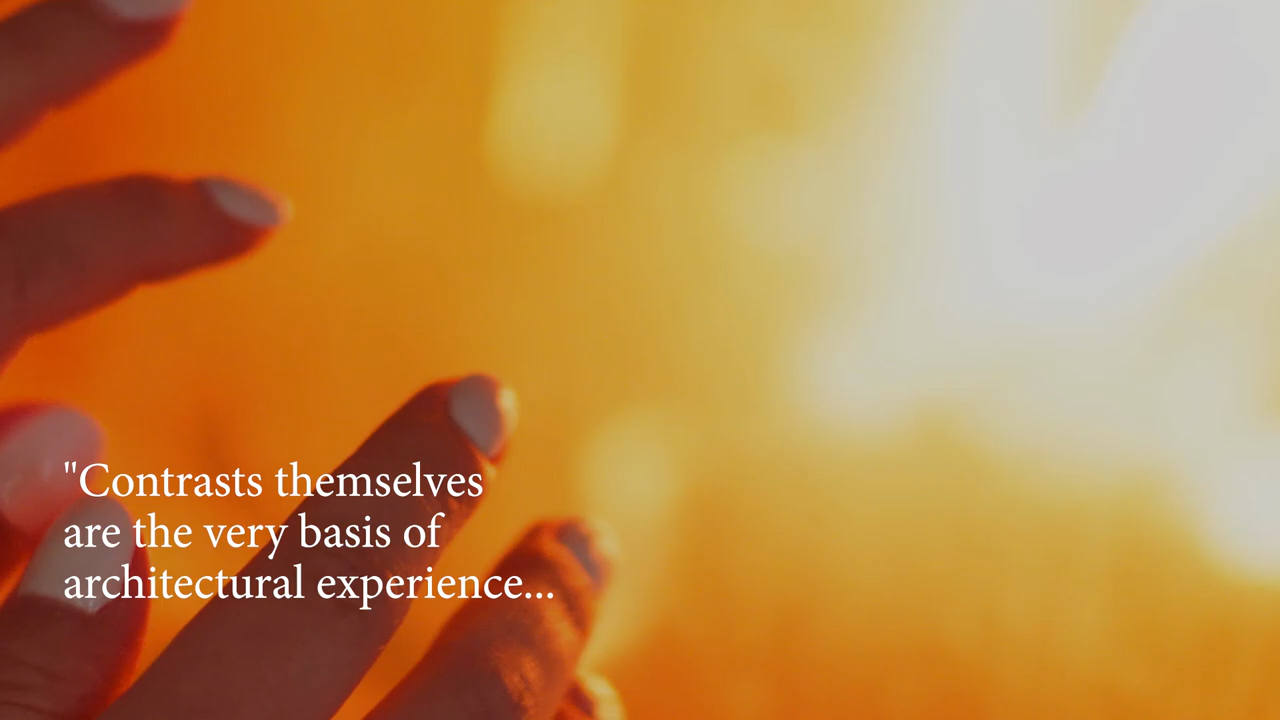 "Contrasts themselves
are the very basis of
architectural experience...